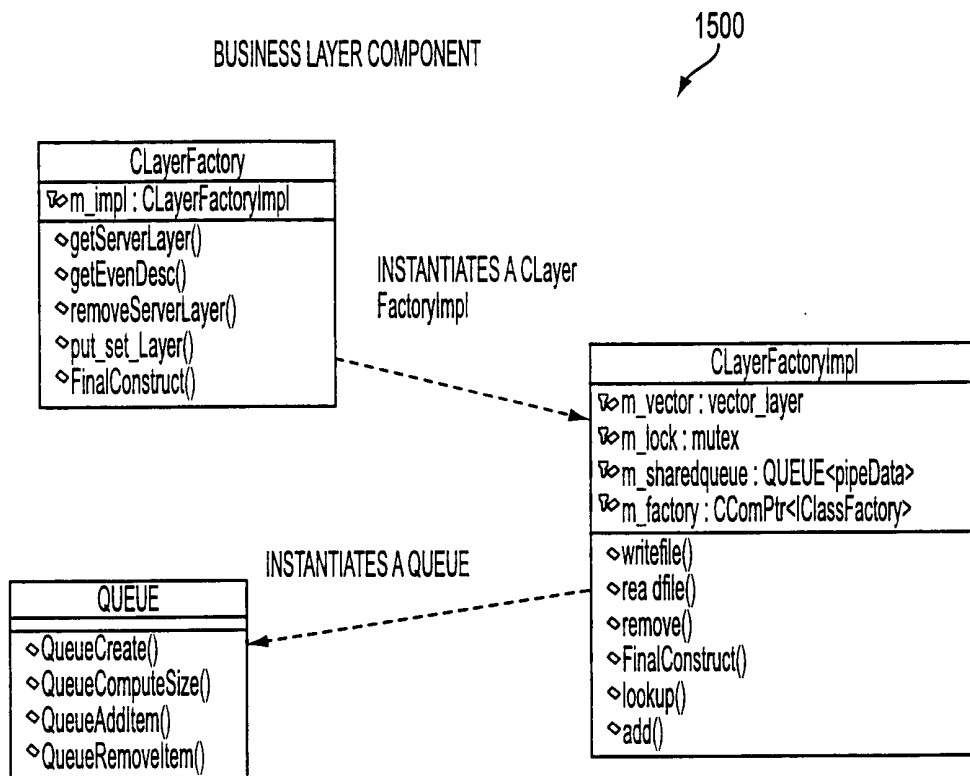 1500
BUSINESS LAYER COMPONENT
CLayerFactory
m_impl : CLayerFactoryImpl
getServerLayer()
getEvenDesc()
removeServerLayer()
put_set_Layer()
FinalConstruct()
INSTANTIATES A CLayer
FactoryImpl
CLayerFactoryImpl
m_vector : vector_layer
m_lock : mutex
m_sharedqueue : QUEUE<pipeData>
m_factory : CComPtr<IClassFactory>
writefile()
rea dfile()
remove()
FinalConstruct()
lookup()
add()
INSTANTIATES A QUEUE
QUEUE
QueueCreate()
QueueComputeSize()
QueueAddItem()
QueueRemoveItem()